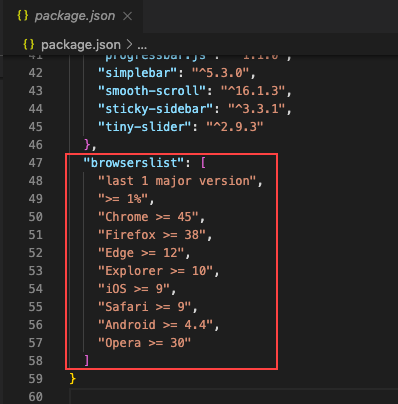 {} package.json ×
{} package.json > ...
41 "progressbar.js": "^1.1.0",
42 "simplebar": "^5.3.0",
43 "smooth-scroll": "^16.1.3",
44 "sticky-sidebar": "^3.3.1",
45 "tiny-slider": "^2.9.3"
46 },
47 "browserslist": [
48 "last 1 major version",
49 ">= 1%",
50 "Chrome >= 45",
51 "Firefox >= 38",
52 "Edge >= 12",
53 "Explorer >= 10",
54 "iOS >= 9",
55 "Safari >= 9",
56 "Android >= 4.4",
57 "Opera >= 30"
58 ]
59 }
60